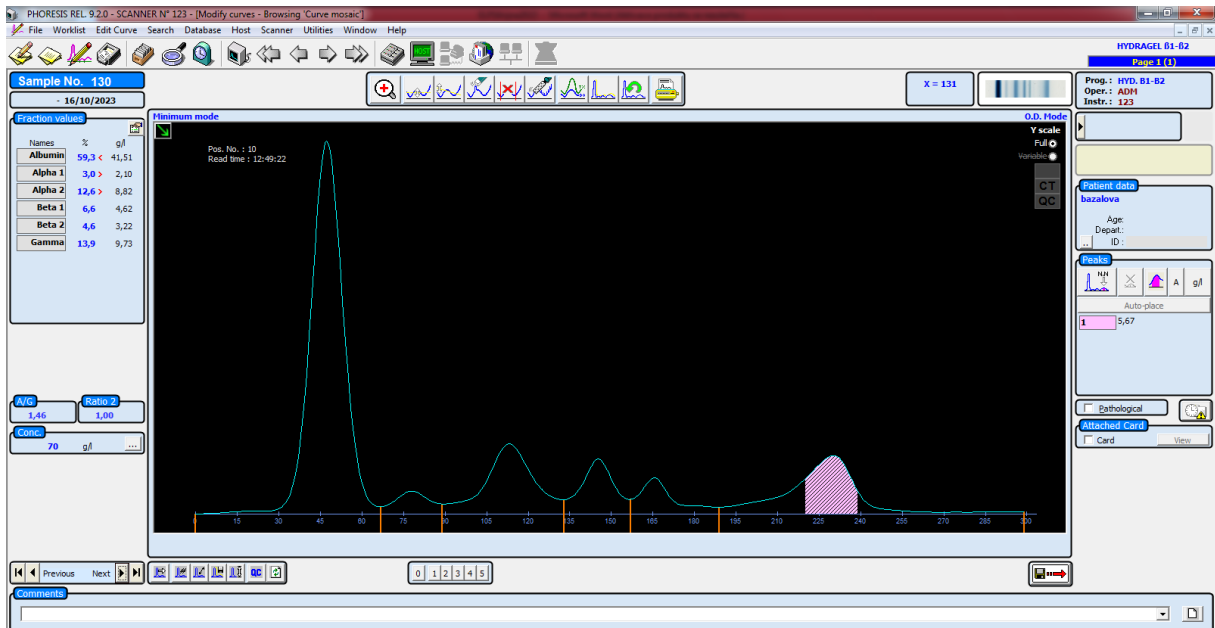 PHORESIS REL. 9.2.0 - SCANNER N° 123 - [Modify curves - Browsing 'Curve mosaic']
File Worklist Edit Curve Search Database Host Scanner Utilities Window Help
HOST
HYDRAGEL ß1-ß2
Page 1 (1)
Sample No. 130
- 16/10/2023
X = 131
Prog.: HYD. B1-B2
Oper.: ADM
Instr.: 123
Fraction values
Names % g/l
Albumin 59,3 < 41,51
Alpha 1 3,0 > 2,10
Alpha 2 12,6 > 8,82
Beta 1 6,6 4,62
Beta 2 4,6 3,22
Gamma 13,9 9,73
A/G
1,46
Ratio 2
1,00
Conc.
70 g/l ...
Minimum mode
O.D. Mode
Pos. No. : 10
Read time : 12:49:22
Y scale
Full
Variable
CT
QC
0 15 30 45 60 75 90 105 120 135 150 165 180 195 210 225 240 255 270 285 300
Patient data
bazalova
Age:
Depart.:
.. ID :
Peaks
N.N A g/l
Auto-place
1 5,67
Pathological
Attached Card
Card View
Previous Next
QC
0 1 2 3 4 5
Comments